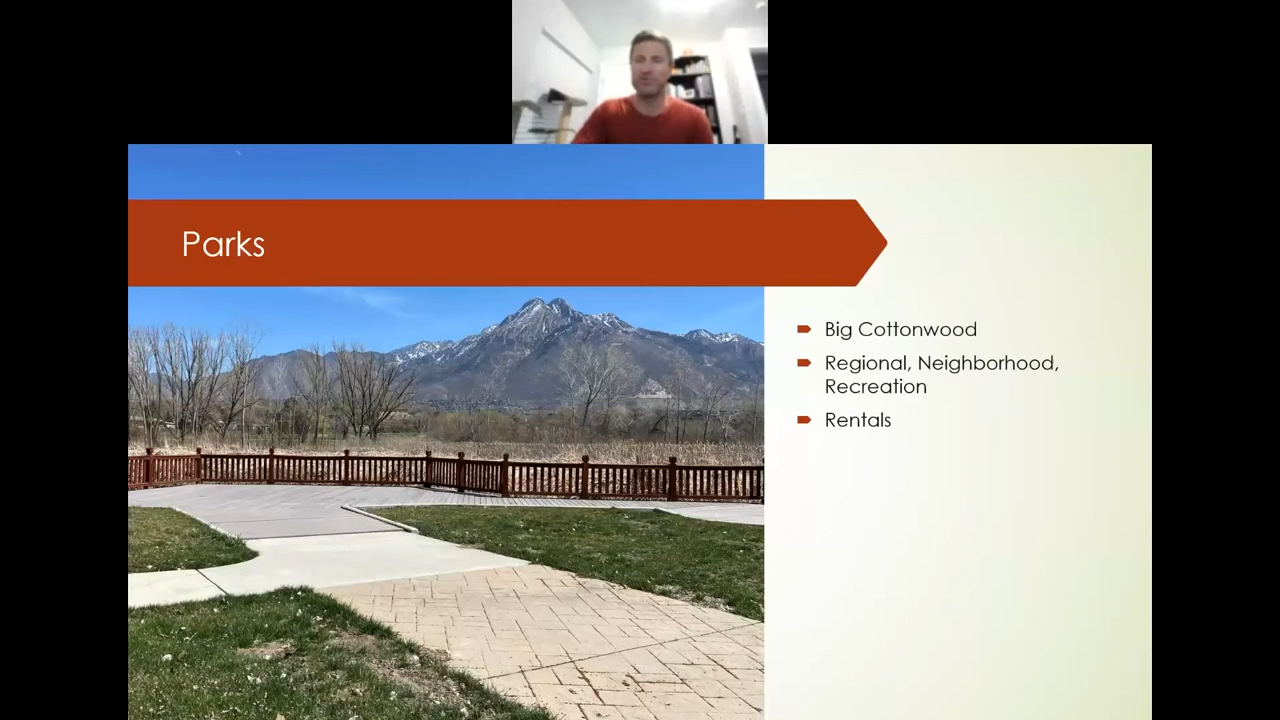 Parks
Big Cottonwood
Regional, Neighborhood,
Recreation
Rentals